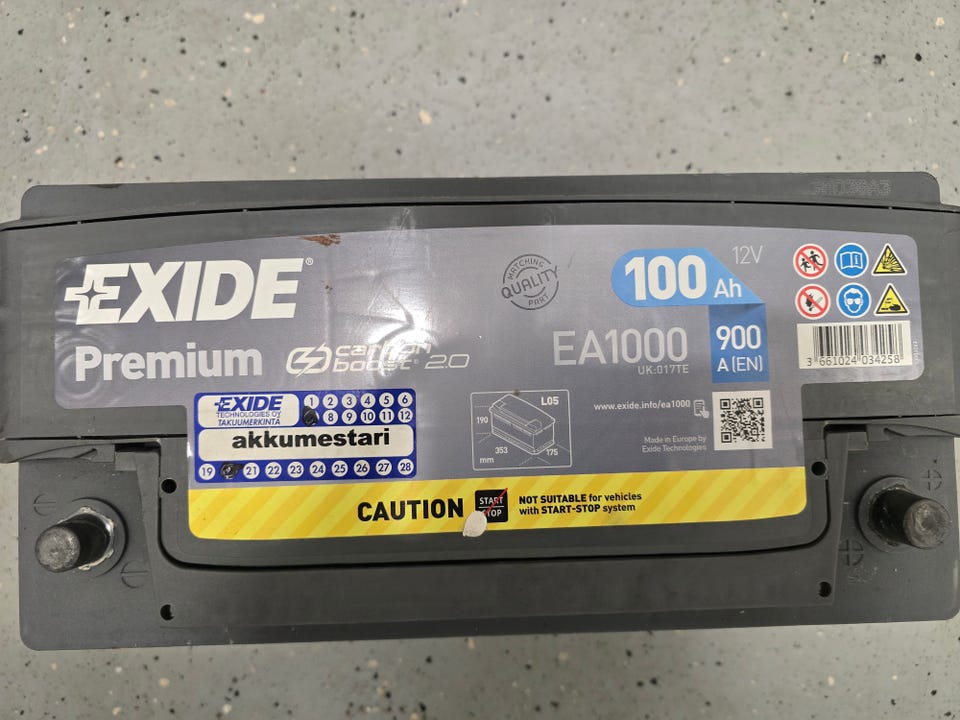 EXIDE®
Premium
carbon boost® 2.0
MATCHING QUALITY PART
100 Ah
12V
EA1000
UK:017TE
900
A (EN)
3 661024 034258
EXIDE
TECHNOLOGIES OY
TAKUUMERKINTÄ
1 2 3 4 5 6
8 9 10 11 12
akkumestari
19 21 22 23 24 25 26 27 28
L05
190
353
175
mm
www.exide.info/ea1000
Made in Europe by
Exide Technologies
CAUTION
START
STOP
NOT SUITABLE for vehicles
with START-STOP system